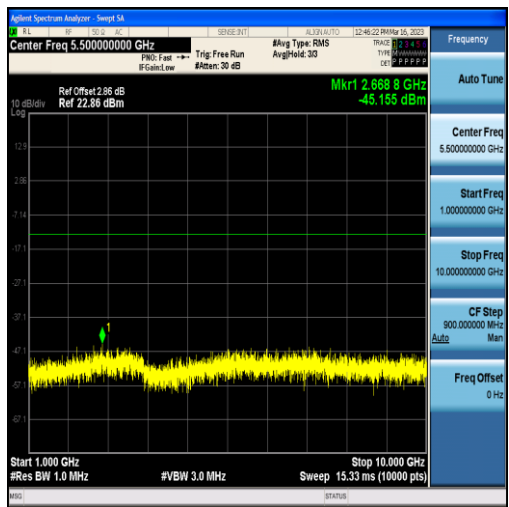 Agilent Spectrum Analyzer - Swept SA
RL RF 50 Ω AC SENSE:INT ALIGN AUTO 12:46:22 PM Mar 16, 2023
Center Freq 5.500000000 GHz
PNO: Fast
IFGain:Low
Trig: Free Run
#Atten: 30 dB
#Avg Type: RMS
Avg|Hold: 3/3
TRACE 1 2 3 4 5 6
TYPE
DET P P P P P P
Frequency
Auto Tune
Center Freq
5.500000000 GHz
Start Freq
1.000000000 GHz
Stop Freq
10.000000000 GHz
CF Step
900.000000 MHz
Auto Man
Freq Offset
0 Hz
Mkr1 2.668 8 GHz
-45.155 dBm
Ref Offset 2.86 dB
10 dB/div Ref 22.86 dBm
Log
12.9
2.86
-7.14
-17.1
-27.1
-37.1
-47.1
-57.1
-67.1
1
Start 1.000 GHz Stop 10.000 GHz
#Res BW 1.0 MHz #VBW 3.0 MHz Sweep 15.33 ms (10000 pts)
MSG STATUS